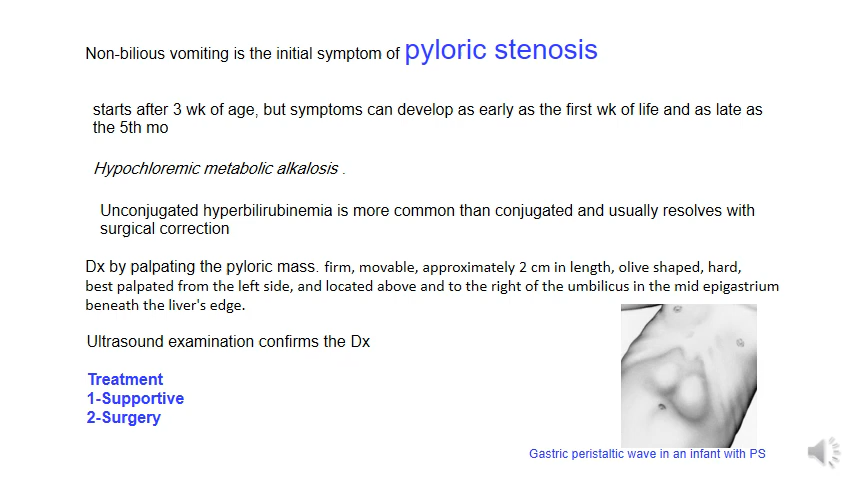 Non-bilious vomiting is the initial symptom of pyloric stenosis
starts after 3 wk of age, but symptoms can develop as early as the first wk of life and as late as
the 5th mo
Hypochloremic metabolic alkalosis .
Unconjugated hyperbilirubinemia is more common than conjugated and usually resolves with
surgical correction
Dx by palpating the pyloric mass. firm, movable, approximately 2 cm in length, olive shaped, hard,
best palpated from the left side, and located above and to the right of the umbilicus in the mid epigastrium
beneath the liver's edge.
Ultrasound examination confirms the Dx
Treatment
1-Supportive
2-Surgery
Gastric peristaltic wave in an infant with PS